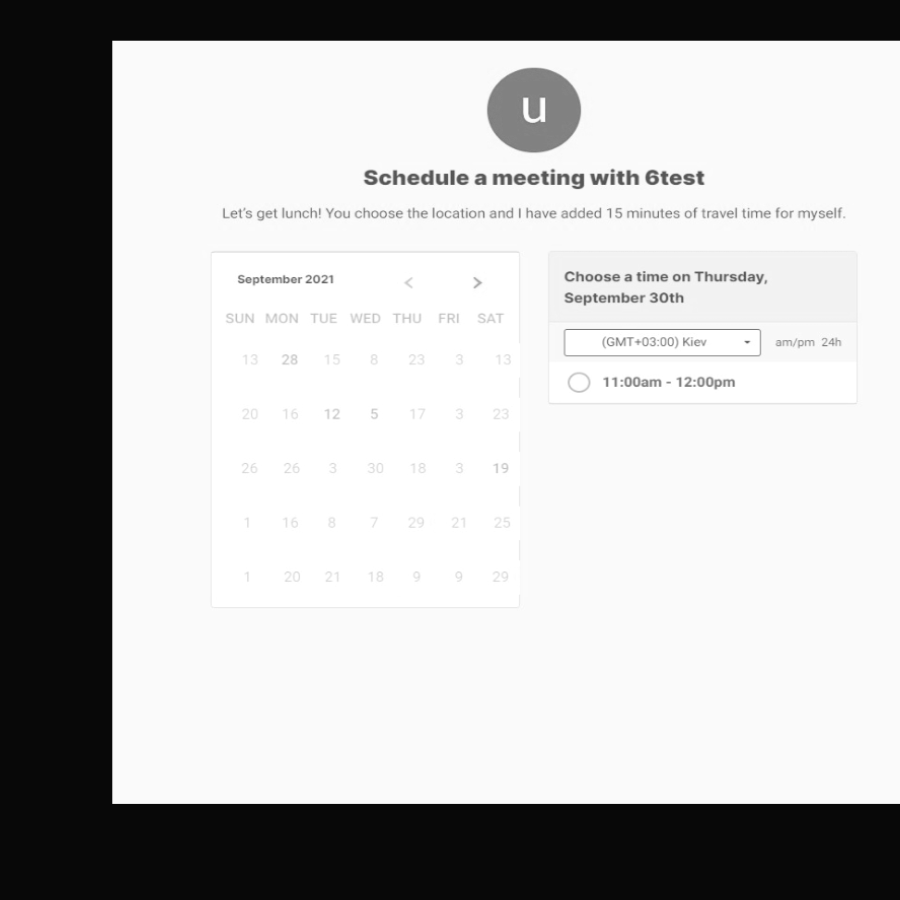 u
Schedule a meeting with 6test
Let's get lunch! You choose the location and I have added 15 minutes of travel time for myself.
September 2021 < >
SUN MON TUE WED THU FRI SAT
13 28 15 8 23 3 13
20 16 12 5 17 3 23
26 26 3 30 18 3 19
1 16 8 7 29 21 25
1 20 21 18 9 9 29
Choose a time on Thursday,
September 30th
(GMT+03:00) Kiev am/pm 24h
11:00am - 12:00pm